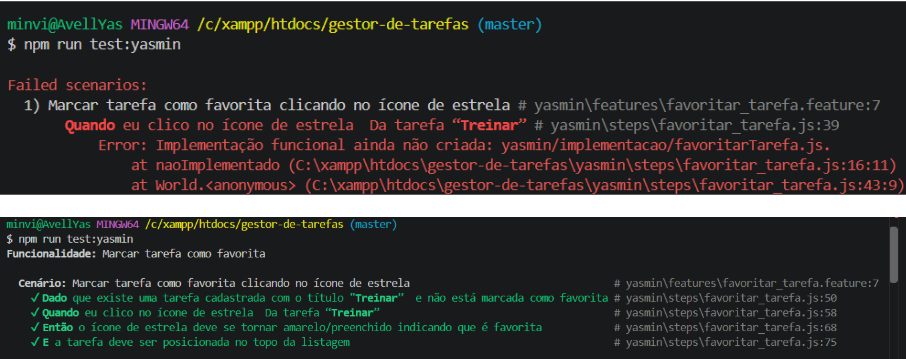 minvi@AvellYas MINGW64 /c/xampp/htdocs/gestor-de-tarefas (master)
$ npm run test:yasmin
Failed scenarios:
1) Marcar tarefa como favorita clicando no ícone de estrela # yasmin\features\favoritar_tarefa.feature:7
Quando eu clico no ícone de estrela Da tarefa “Treinar” # yasmin\steps\favoritar_tarefa.js:39
Error: Implementação funcional ainda não criada: yasmin/implementacao/favoritarTarefa.js.
at naoImplementado (C:\xampp\htdocs\gestor-de-tarefas\yasmin\steps\favoritar_tarefa.js:16:11)
at World.<anonymous> (C:\xampp\htdocs\gestor-de-tarefas\yasmin\steps\favoritar_tarefa.js:43:9)
minvi@AvellYas MINGW64 /c/xampp/htdocs/gestor-de-tarefas (master)
$ npm run test:yasmin
Funcionalidade: Marcar tarefa como favorita
Cenário: Marcar tarefa como favorita clicando no ícone de estrela # yasmin\features\favoritar_tarefa.feature:7
✓ Dado que existe uma tarefa cadastrada com o título "Treinar" e não está marcada como favorita # yasmin\steps\favoritar_tarefa.js:50
✓ Quando eu clico no ícone de estrela Da tarefa “Treinar” # yasmin\steps\favoritar_tarefa.js:58
✓ Então o ícone de estrela deve se tornar amarelo/preenchido indicando que é favorita # yasmin\steps\favoritar_tarefa.js:68
✓ E a tarefa deve ser posicionada no topo da listagem # yasmin\steps\favoritar_tarefa.js:75